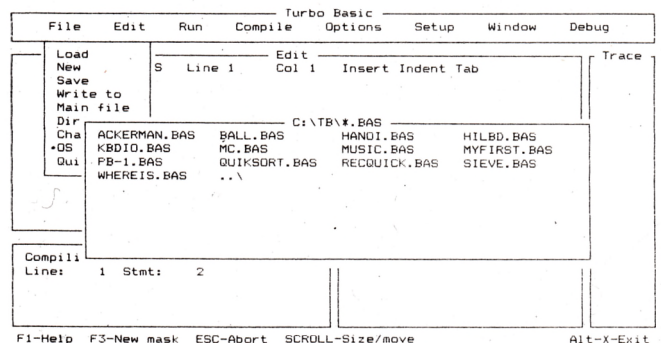 Turbo Basic
File Edit Run Compile Options Setup Window Debug
Load Edit Trace
New S Line 1 Col 1 Insert Indent Tab
Save
Write to
Main file
Dir C:\TB\*.BAS
Cha ACKERMAN.BAS BALL.BAS HANOI.BAS HILBD.BAS
•OS KBDIO.BAS MC.BAS MUSIC.BAS MYFIRST.BAS
Qui PB-1.BAS QUIKSORT.BAS RECQUICK.BAS SIEVE.BAS
WHEREIS.BAS ..\
Compili
Line: 1 Stmt: 2
F1-Help F3-New mask ESC-Abort SCROLL-Size/move Alt-X-Exit